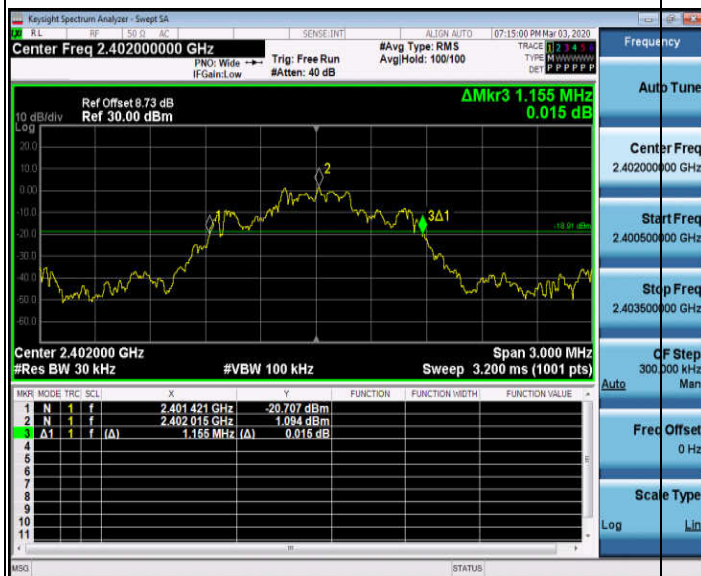 Keysight Spectrum Analyzer - Swept SA
RL RF 50 Ω AC SENSE:INT ALIGN AUTO 07:15:00 PM Mar 03, 2020
Center Freq 2.402000000 GHz
PNO: Wide
IFGain:Low
Trig: Free Run
#Atten: 40 dB
#Avg Type: RMS
Avg|Hold: 100/100
TRACE 1 2 3 4 5 6
TYPE M W W W W W
DET P P P P P P
Frequency
Auto Tune
Center Freq
2.402000000 GHz
Start Freq
2.400500000 GHz
Stop Freq
2.403500000 GHz
CF Step
300.000 kHz
Auto Man
Freq Offset
0 Hz
Scale Type
Log Lin
ΔMkr3 1.155 MHz
0.015 dB
Ref Offset 8.73 dB
10 dB/div Ref 30.00 dBm
Log
20.0
10.0
0.00
-10.0
-20.0
-30.0
-40.0
-50.0
-60.0
1
2
3Δ1
-18.91 dBm
Center 2.402000 GHz Span 3.000 MHz
#Res BW 30 kHz #VBW 100 kHz Sweep 3.200 ms (1001 pts)
MKR MODE TRC SCL X Y FUNCTION FUNCTION WIDTH FUNCTION VALUE
1 N 1 f 2.401 421 GHz -20.707 dBm
2 N 1 f 2.402 015 GHz 1.094 dBm
3 Δ1 1 f (Δ) 1.155 MHz (Δ) 0.015 dB
4
5
6
7
8
9
10
11
MSG STATUS